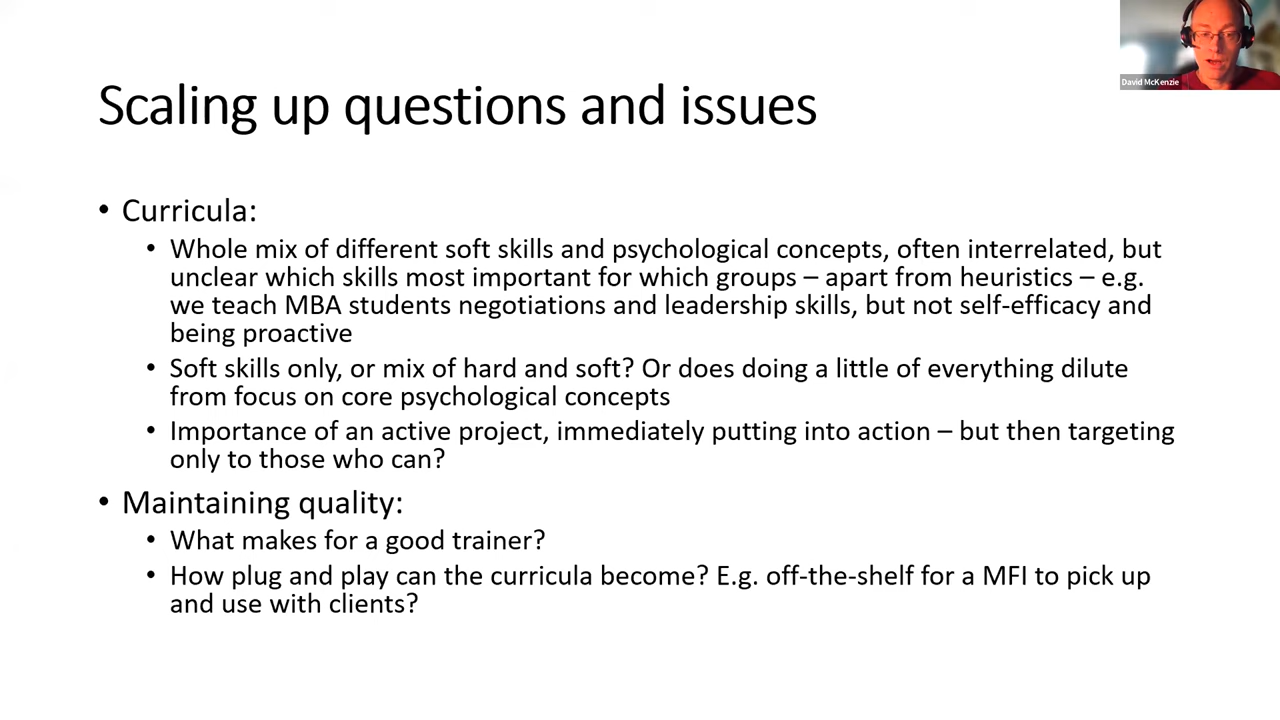 David McKenzie
Scaling up questions and issues
• Curricula:
• Whole mix of different soft skills and psychological concepts, often interrelated, but
unclear which skills most important for which groups – apart from heuristics – e.g.
we teach MBA students negotiations and leadership skills, but not self-efficacy and
being proactive
• Soft skills only, or mix of hard and soft? Or does doing a little of everything dilute
from focus on core psychological concepts
• Importance of an active project, immediately putting into action – but then targeting
only to those who can?
• Maintaining quality:
• What makes for a good trainer?
• How plug and play can the curricula become? E.g. off-the-shelf for a MFI to pick up
and use with clients?